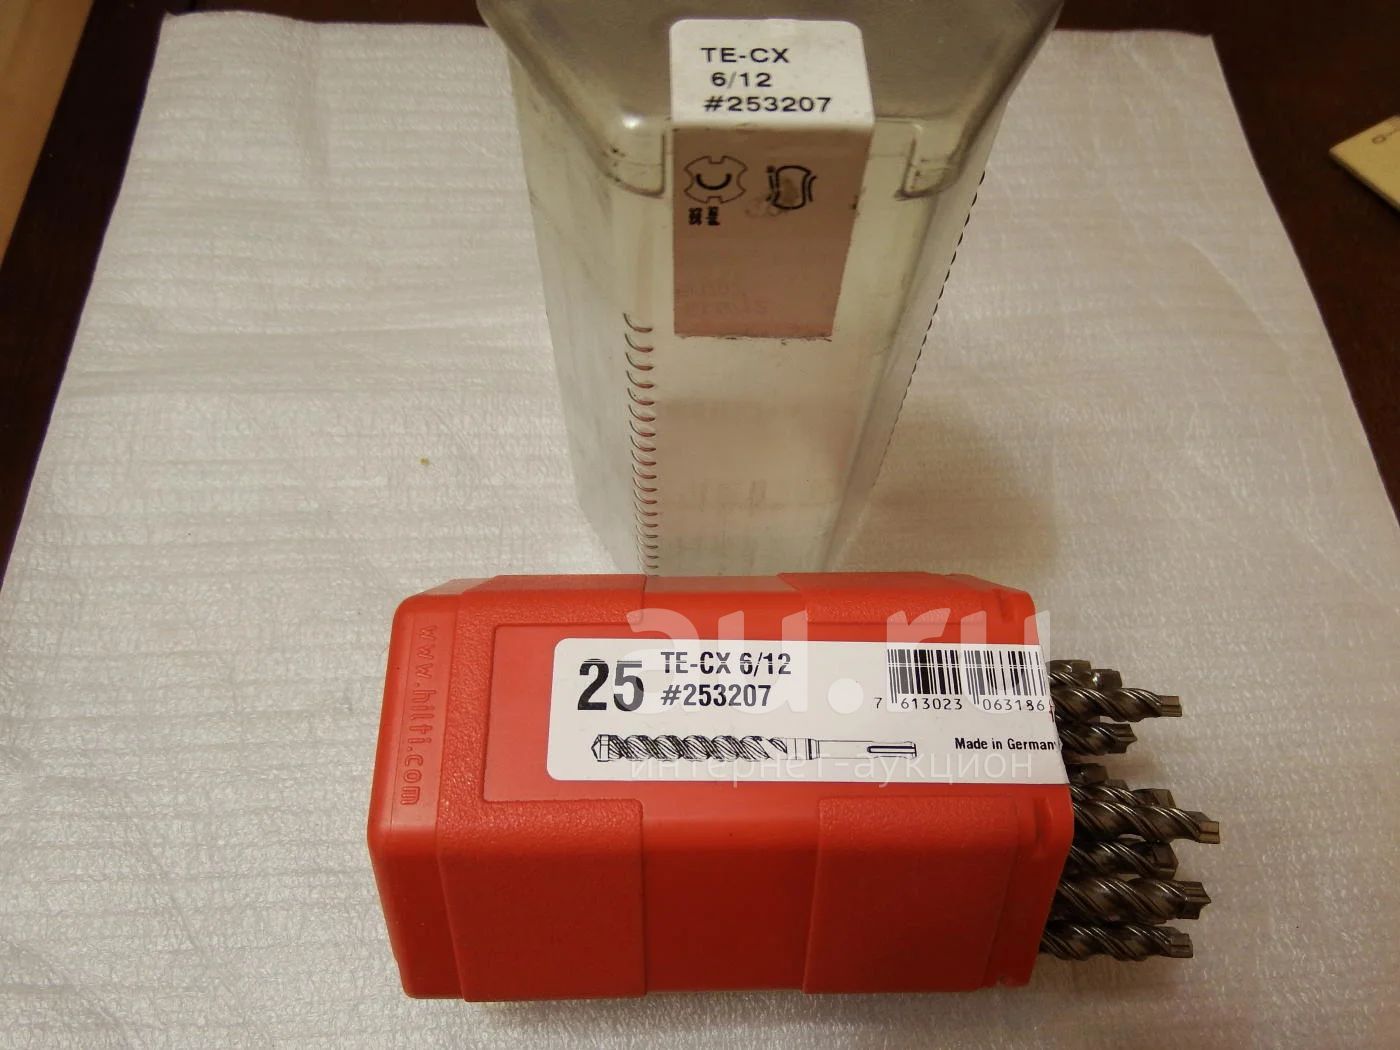 TE-CX
6/12
#253207
www.hilti.com
25
TE-CX 6/12
#253207
7 613023 063186
Made in German
au.ru
интернет-аукцион